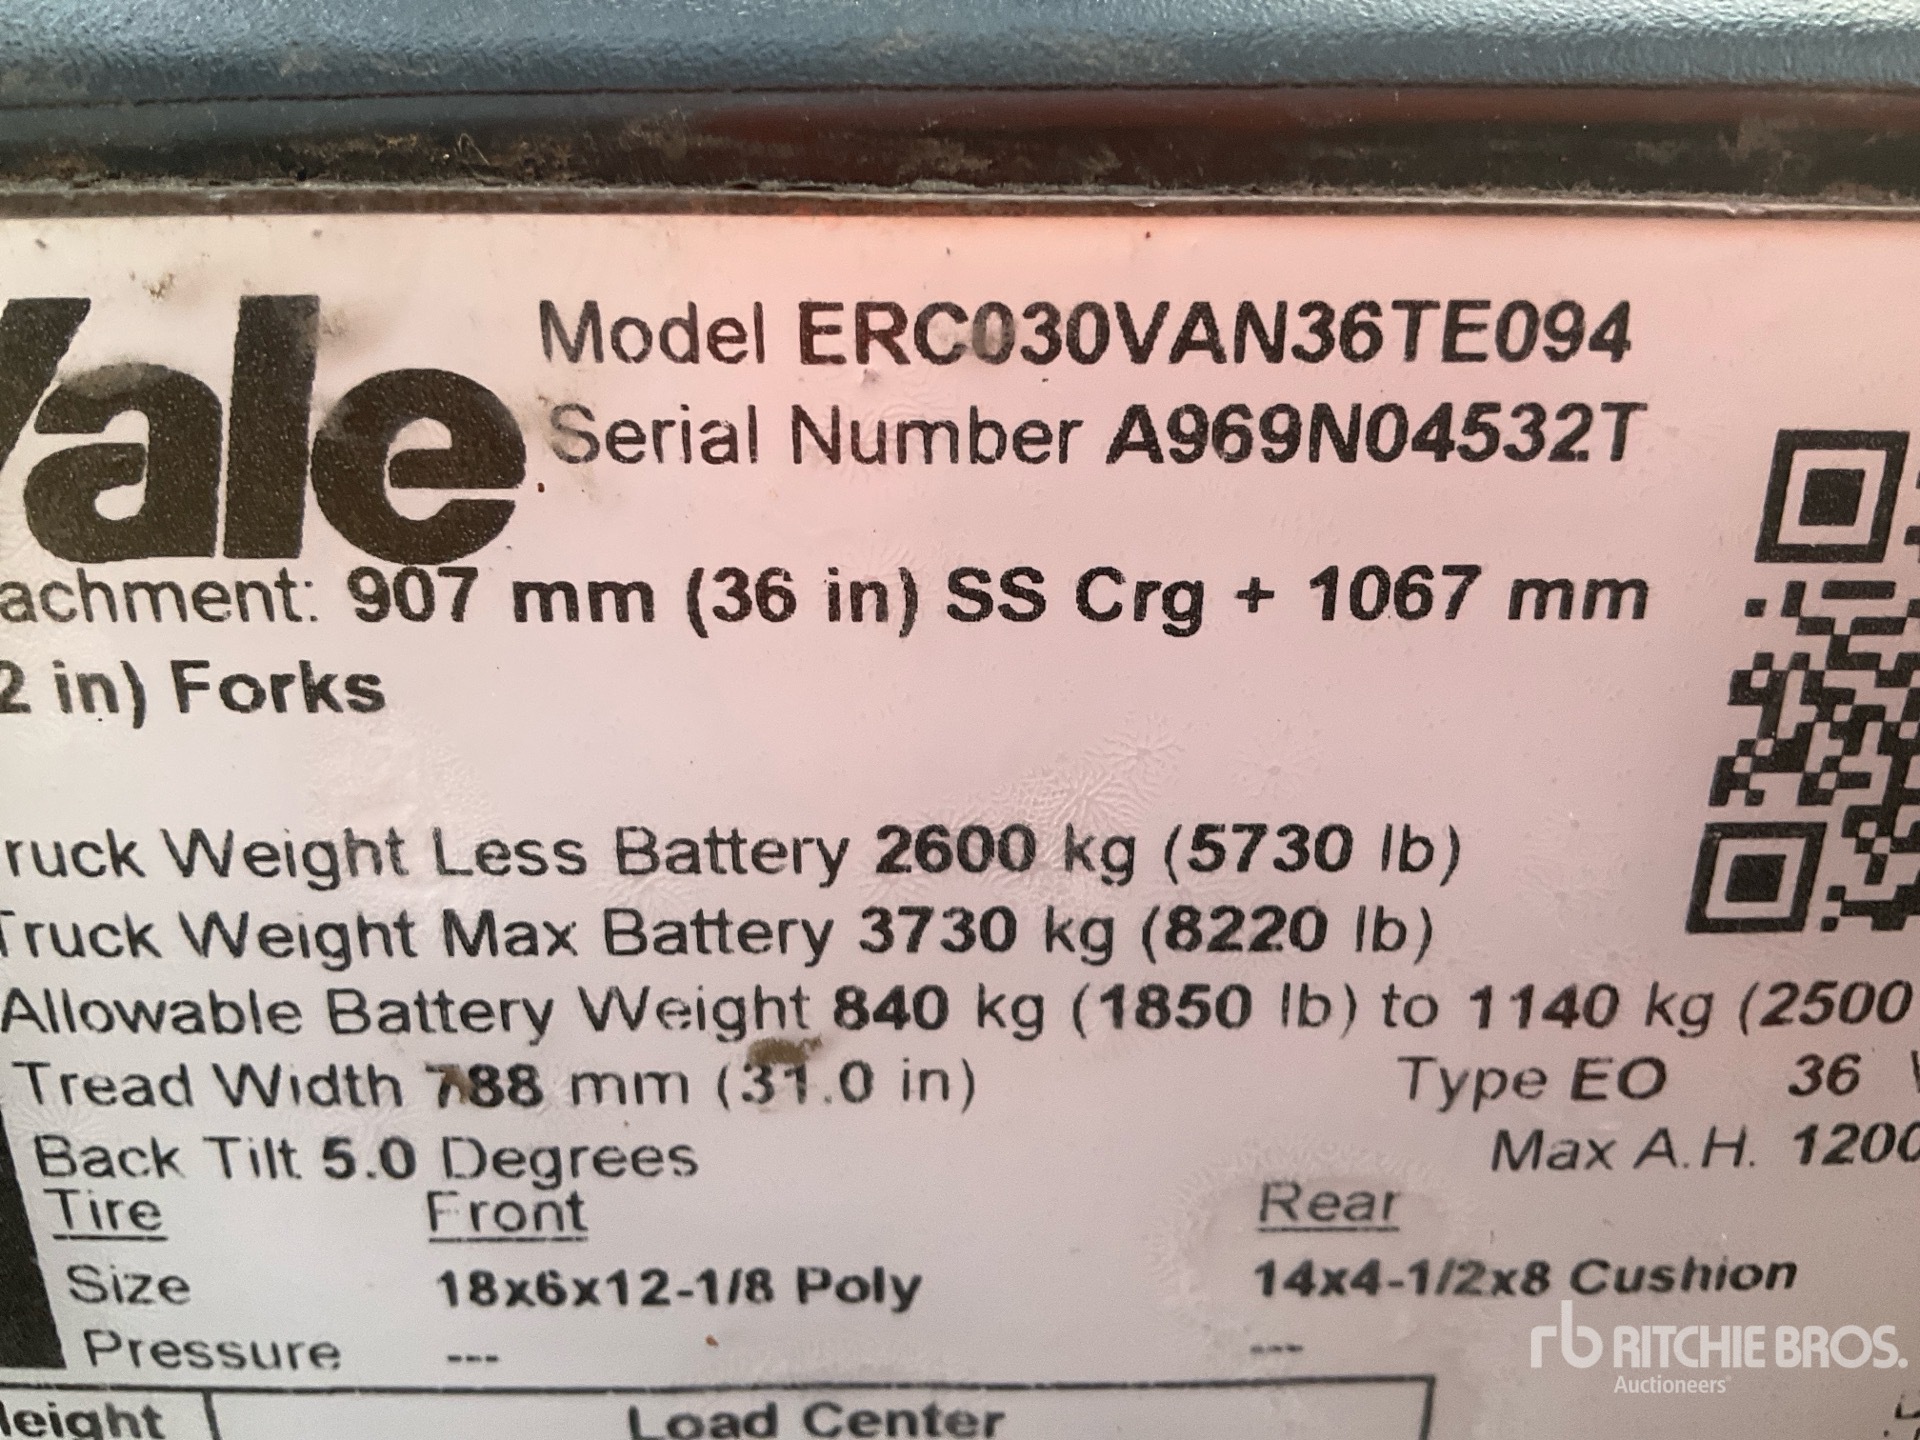 Yale
Model ERC030VAN36TE094
Serial Number A969N04532T
achment: 907 mm (36 in) SS Crg + 1067 mm
2 in) Forks
ruck Weight Less Battery 2600 kg (5730 lb)
Truck Weight Max Battery 3730 kg (8220 lb)
Allowable Battery Weight 840 kg (1850 lb) to 1140 kg (2500
Tread Width 788 mm (31.0 in)
Type EO 36
Back Tilt 5.0 Degrees
Max A.H. 1200
Tire Front Rear
Size 18x6x12-1/8 Poly 14x4-1/2x8 Cushion
Pressure --- ---
eight Load Center
rb RITCHIE BROS.
Auctioneers